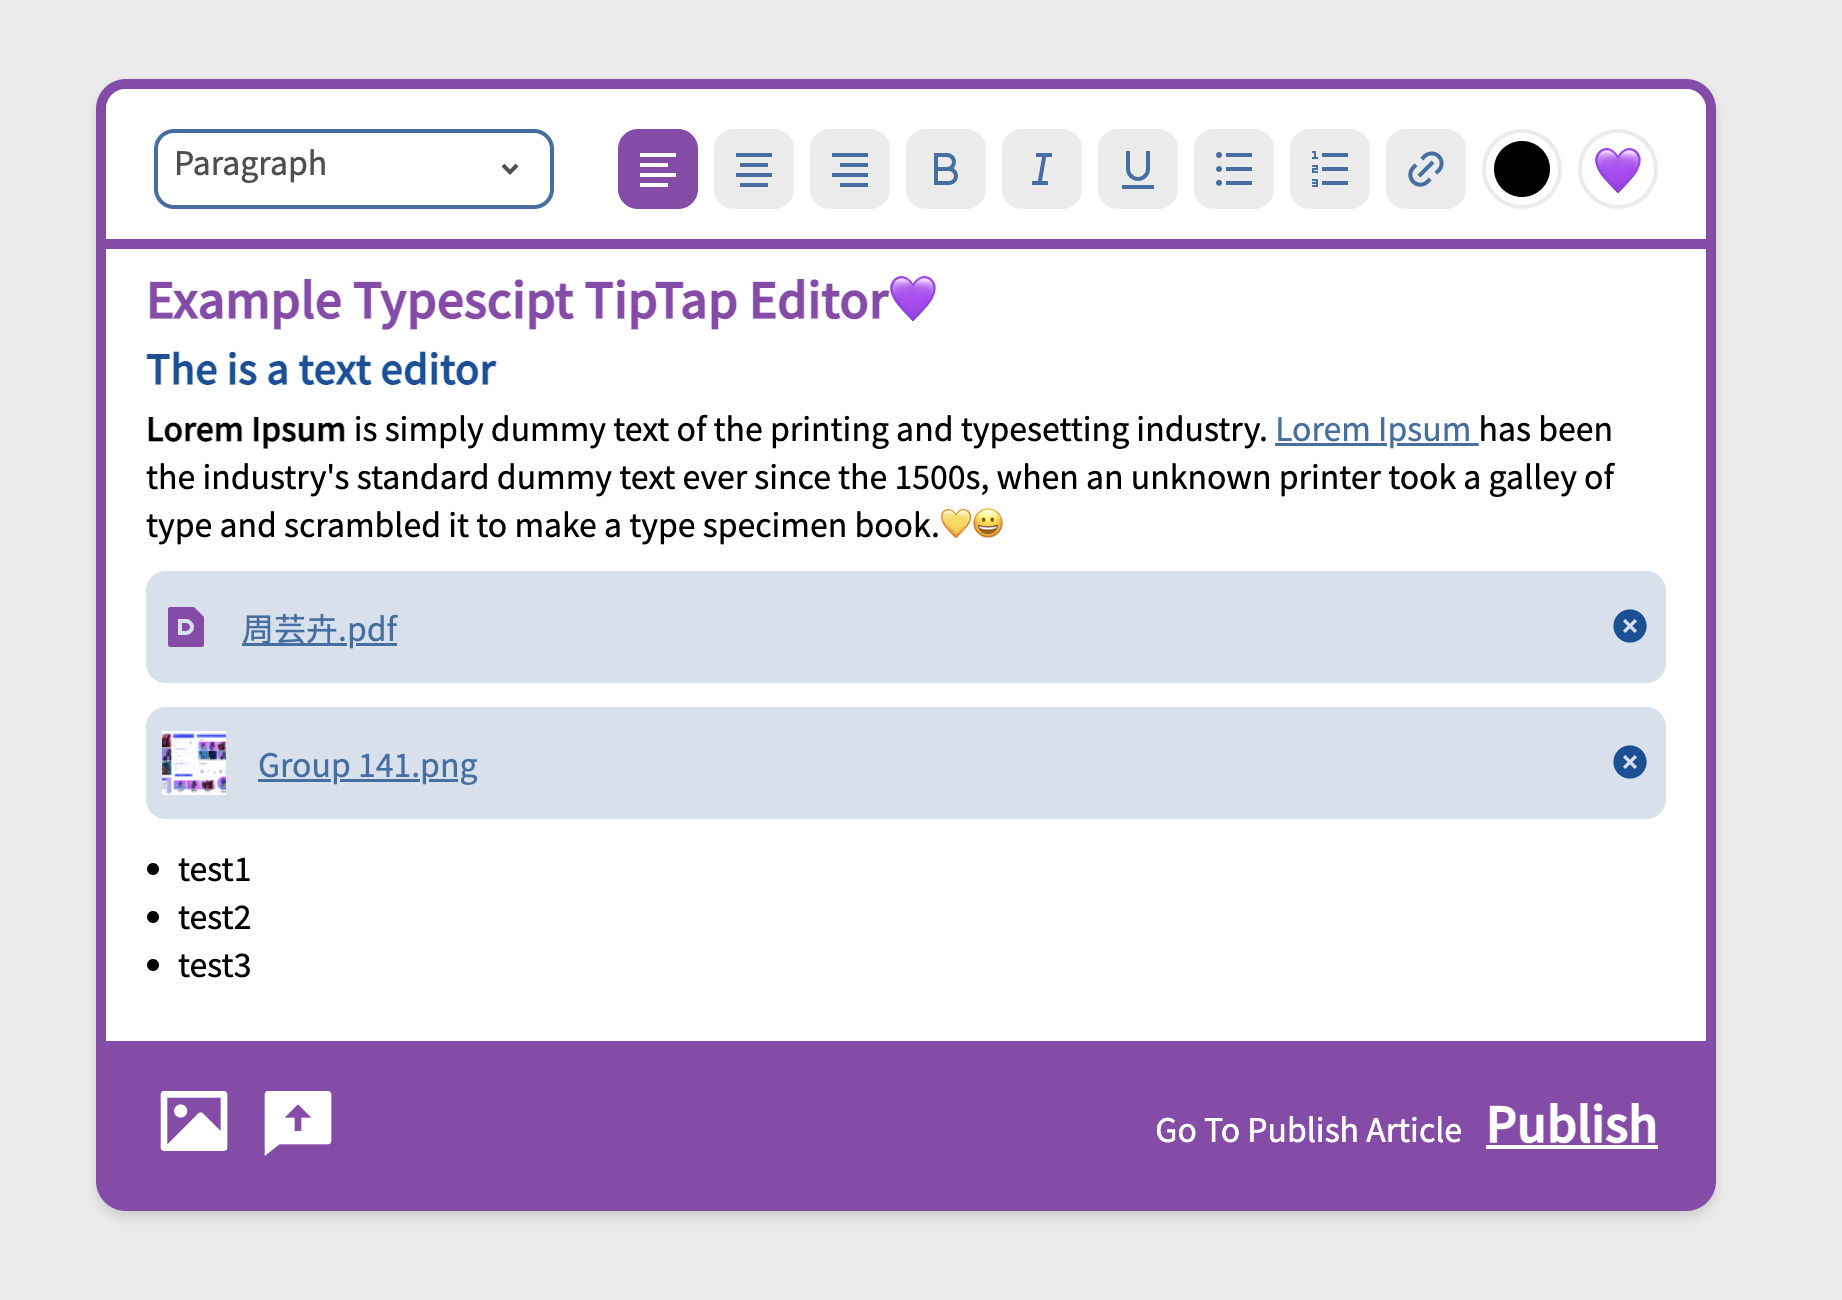 Paragraph
B I U
Example Typescipt TipTap Editor💜
The is a text editor
Lorem Ipsum is simply dummy text of the printing and typesetting industry. Lorem Ipsum has been
the industry's standard dummy text ever since the 1500s, when an unknown printer took a galley of
type and scrambled it to make a type specimen book.💛😀
D 周芸卉.pdf
Group 141.png
• test1
• test2
• test3
Go To Publish Article Publish